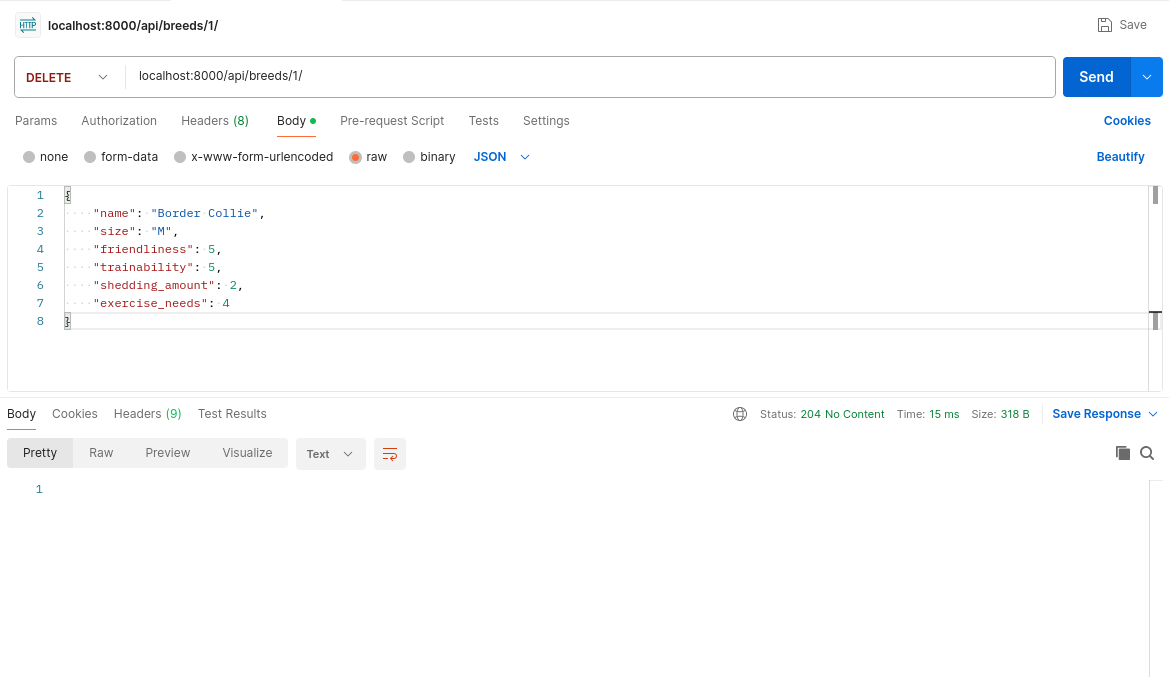 HTTP localhost:8000/api/breeds/1/ Save
DELETE localhost:8000/api/breeds/1/ Send
Params Authorization Headers (8) Body Pre-request Script Tests Settings Cookies
none form-data x-www-form-urlencoded raw binary JSON Beautify
1 {
2 ····"name":·"Border·Collie",
3 ····"size":·"M",
4 ····"friendliness":·5,
5 ····"trainability":·5,
6 ····"shedding_amount":·2,
7 ····"exercise_needs":·4
8 }
Body Cookies Headers (9) Test Results Status: 204 No Content Time: 15 ms Size: 318 B Save Response
Pretty Raw Preview Visualize Text
1